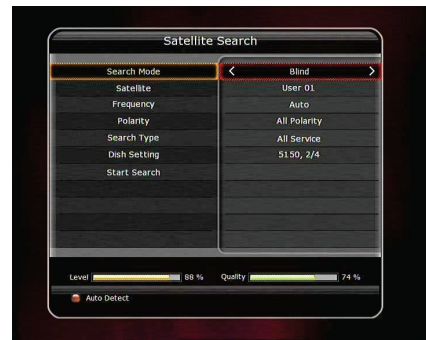 Satellite Search
Search Mode < Blind >
Satellite User 01
Frequency Auto
Polarity All Polarity
Search Type All Service
Dish Setting 5150, 2/4
Start Search
Level 88 % Quality 74 %
Auto Detect